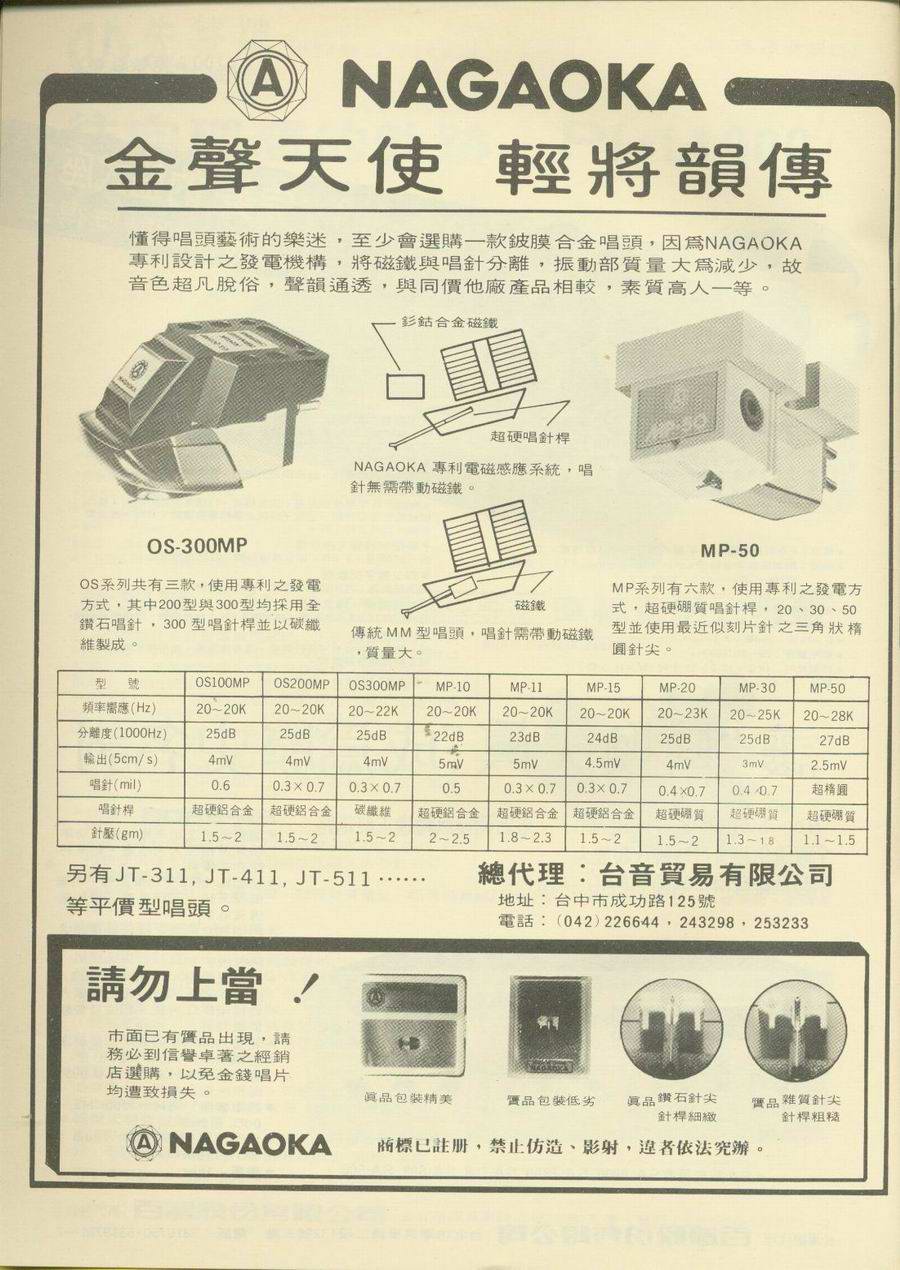 NAGAOKA
金聲天使 輕將韻傳
懂得唱頭藝術的樂迷，至少會選購一款鈹膜合金唱頭，因爲NAGAOKA
專利設計之發電機構，將磁鐵與唱針分離，振動部質量大爲減少，故
音色超凡脫俗，聲韻通透，與同價他廠產品相較，素質高人一等。
釤鈷合金磁鐵
超硬唱針桿
NAGAOKA 專利電磁感應系統，唱
針無需帶動磁鐵。
磁鐵
傳統MM型唱頭，唱針需帶動磁鐵
，質量大。
NAGAOKA
OS-300MP
OS系列共有三款，使用專利之發電
方式，其中200型與300型均採用全
鑽石唱針，300 型唱針桿並以碳纖
維製成。
MP-50
MP-50
MP系列有六款，使用專利之發電方
式，超硬硼質唱針桿，20、30、50
型並使用最近似刻片針之三角狀橢
圓針尖。
型 號 OS100MP OS200MP OS300MP MP-10 MP-11 MP-15 MP-20 MP-30 MP-50
頻率嚮應(Hz) 20～20K 20～20K 20～22K 20～20K 20～20K 20～20K 20～23K 20～25K 20～28K
分離度(1000Hz) 25dB 25dB 25dB 22dB 23dB 24dB 25dB 25dB 27dB
輸出(5cm/s) 4mV 4mV 4mV 5mV 5mV 4.5mV 4mV 3mV 2.5mV
唱針(mil) 0.6 0.3×0.7 0.3×0.7 0.5 0.3×0.7 0.3×0.7 0.4×0.7 0.4×0.7 超橢圓
唱針桿 超硬鋁合金 超硬鋁合金 碳纖維 超硬鋁合金 超硬鋁合金 超硬鋁合金 超硬硼質 超硬硼質 超硬硼質
針壓(gm) 1.5～2 1.5～2 1.5～2 2～2.5 1.8～2.3 1.5～2 1.5～2 1.3～1.8 1.1～1.5
另有JT-311, JT-411, JT-511……
等平價型唱頭。
總代理：台音貿易有限公司
地址：台中市成功路125號
電話：(042)226644，243298，253233
請勿上當！
市面已有贋品出現，請
務必到信譽卓著之經銷
店選購，以免金錢唱片
均遭致損失。
NAGAOKA
眞品包裝精美
贋品包裝低劣
眞品 鑽石針尖
針桿細緻
贋品 雜質針尖
針桿粗糙
A NAGAOKA
商標已註册，禁止仿造、影射，違者依法究辦。